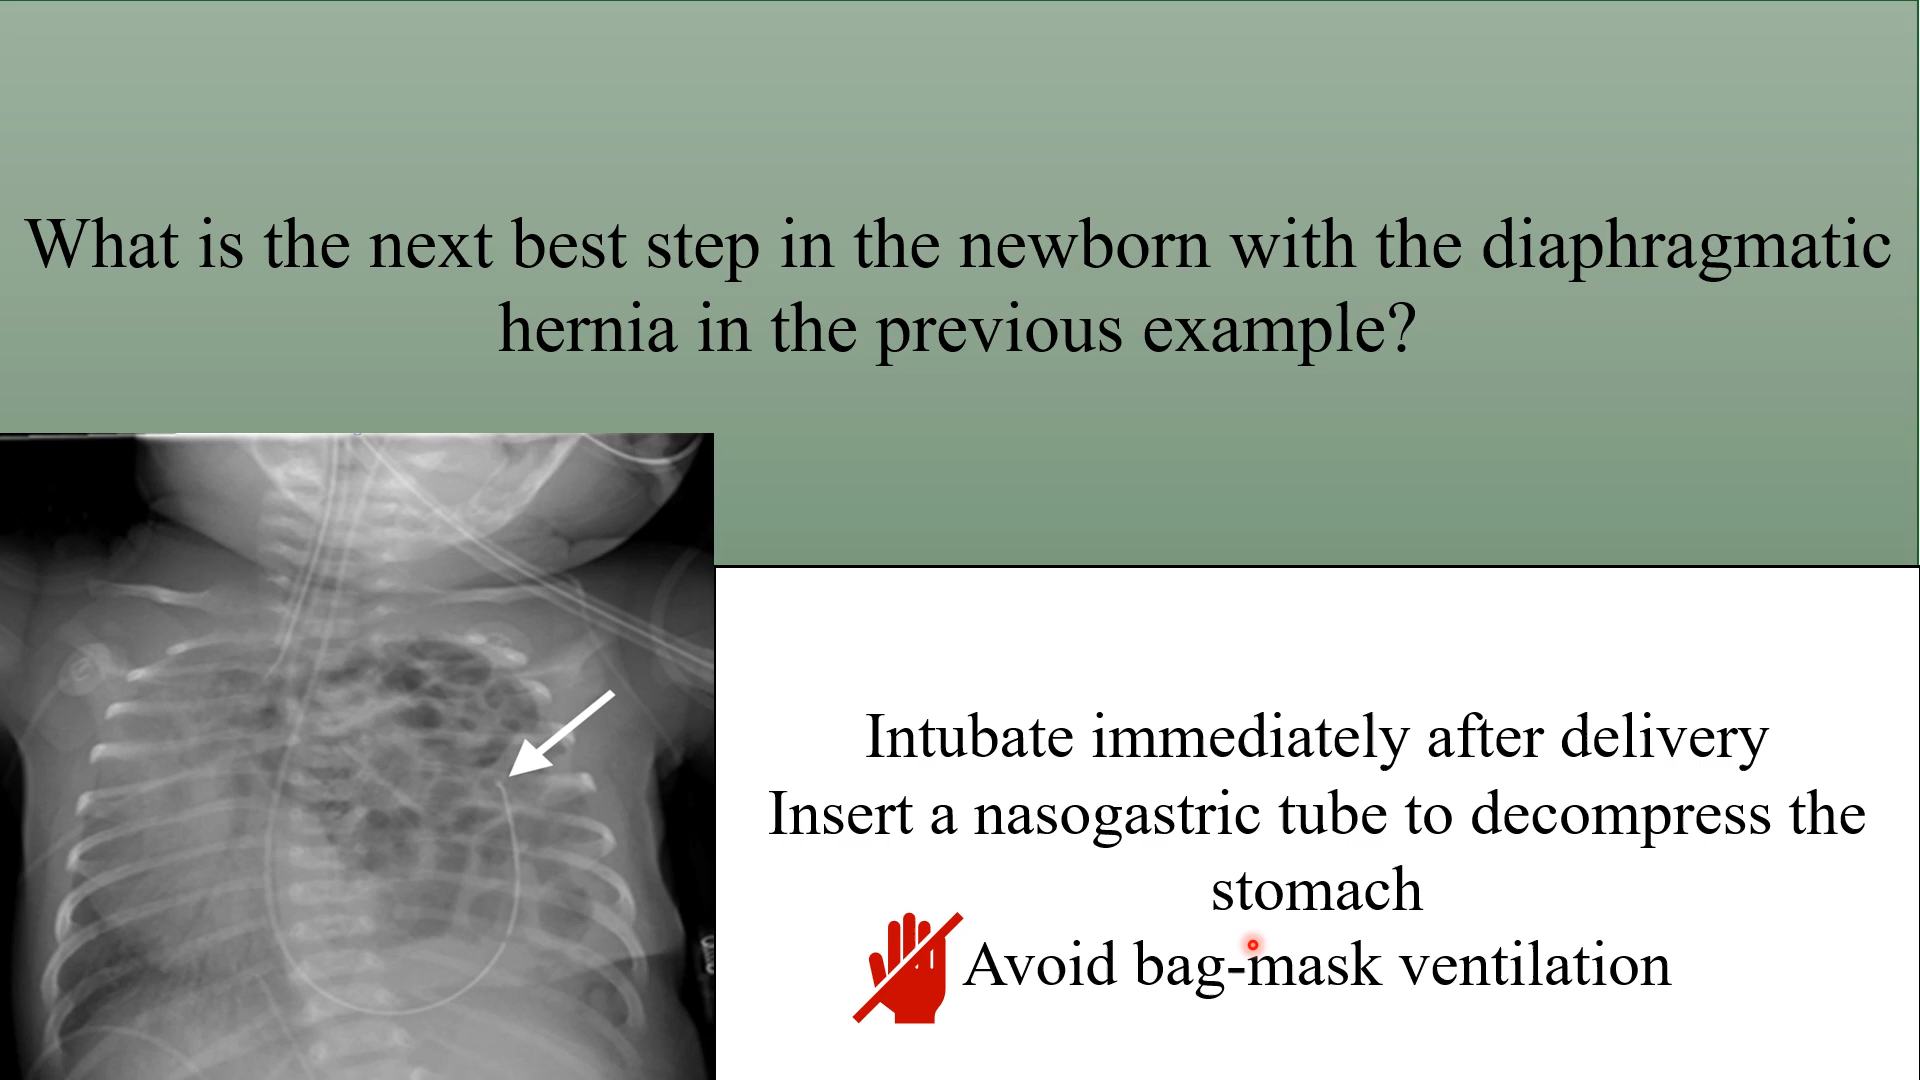 What is the next best step in the newborn with the diaphragmatic
hernia in the previous example?
Intubate immediately after delivery
Insert a nasogastric tube to decompress the
stomach
Avoid bag-mask ventilation